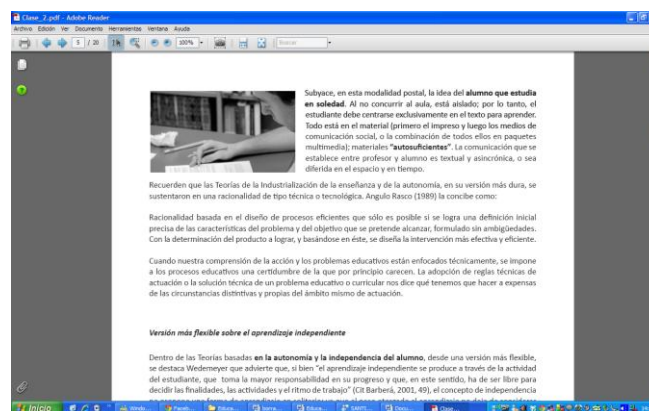 Clase_2.pdf - Adobe Reader
Archivo Edición Ver Documento Herramientas Ventana Ayuda
5 / 20 100% Buscar
Subyace, en esta modalidad postal, la idea del alumno que estudia
en soledad. Al no concurrir al aula, está aislado; por lo tanto, el
estudiante debe centrarse exclusivamente en el texto para aprender.
Todo está en el material (primero el impreso y luego los medios de
comunicación social, o la combinación de todos ellos en paquetes
multimedia); materiales "autosuficientes". La comunicación que se
establece entre profesor y alumno es textual y asincrónica, o sea
diferida en el espacio y en tiempo.
Recuerden que las Teorías de la Industrialización de la enseñanza y de la autonomía, en su versión más dura, se
sustentaron en una racionalidad de tipo técnica o tecnológica. Angulo Rasco (1989) la concibe como:
Racionalidad basada en el diseño de procesos eficientes que sólo es posible si se logra una definición inicial
precisa de las características del problema y del objetivo que se pretende alcanzar, formulado sin ambigüedades.
Con la determinación del producto a lograr, y basándose en éste, se diseña la intervención más efectiva y eficiente.
Cuando nuestra comprensión de la acción y los problemas educativos están enfocados técnicamente, se impone
a los procesos educativos una certidumbre de la que por principio carecen. La adopción de reglas técnicas de
actuación o la solución técnica de un problema educativo o curricular nos dice qué tenemos que hacer a expensas
de las circunstancias distintivas y propias del ámbito mismo de actuación.
Versión más flexible sobre el aprendizaje independiente
Dentro de las Teorías basadas en la autonomía y la independencia del alumno, desde una versión más flexible,
se destaca Wedemeyer que advierte que, si bien "el aprendizaje independiente se produce a través de la actividad
del estudiante, que toma la mayor responsabilidad en su progreso y que, en este sentido, ha de ser libre para
decidir las finalidades, las actividades y el ritmo de trabajo" (Cit Barberá, 2001, 49), el concepto de independencia
Inicio